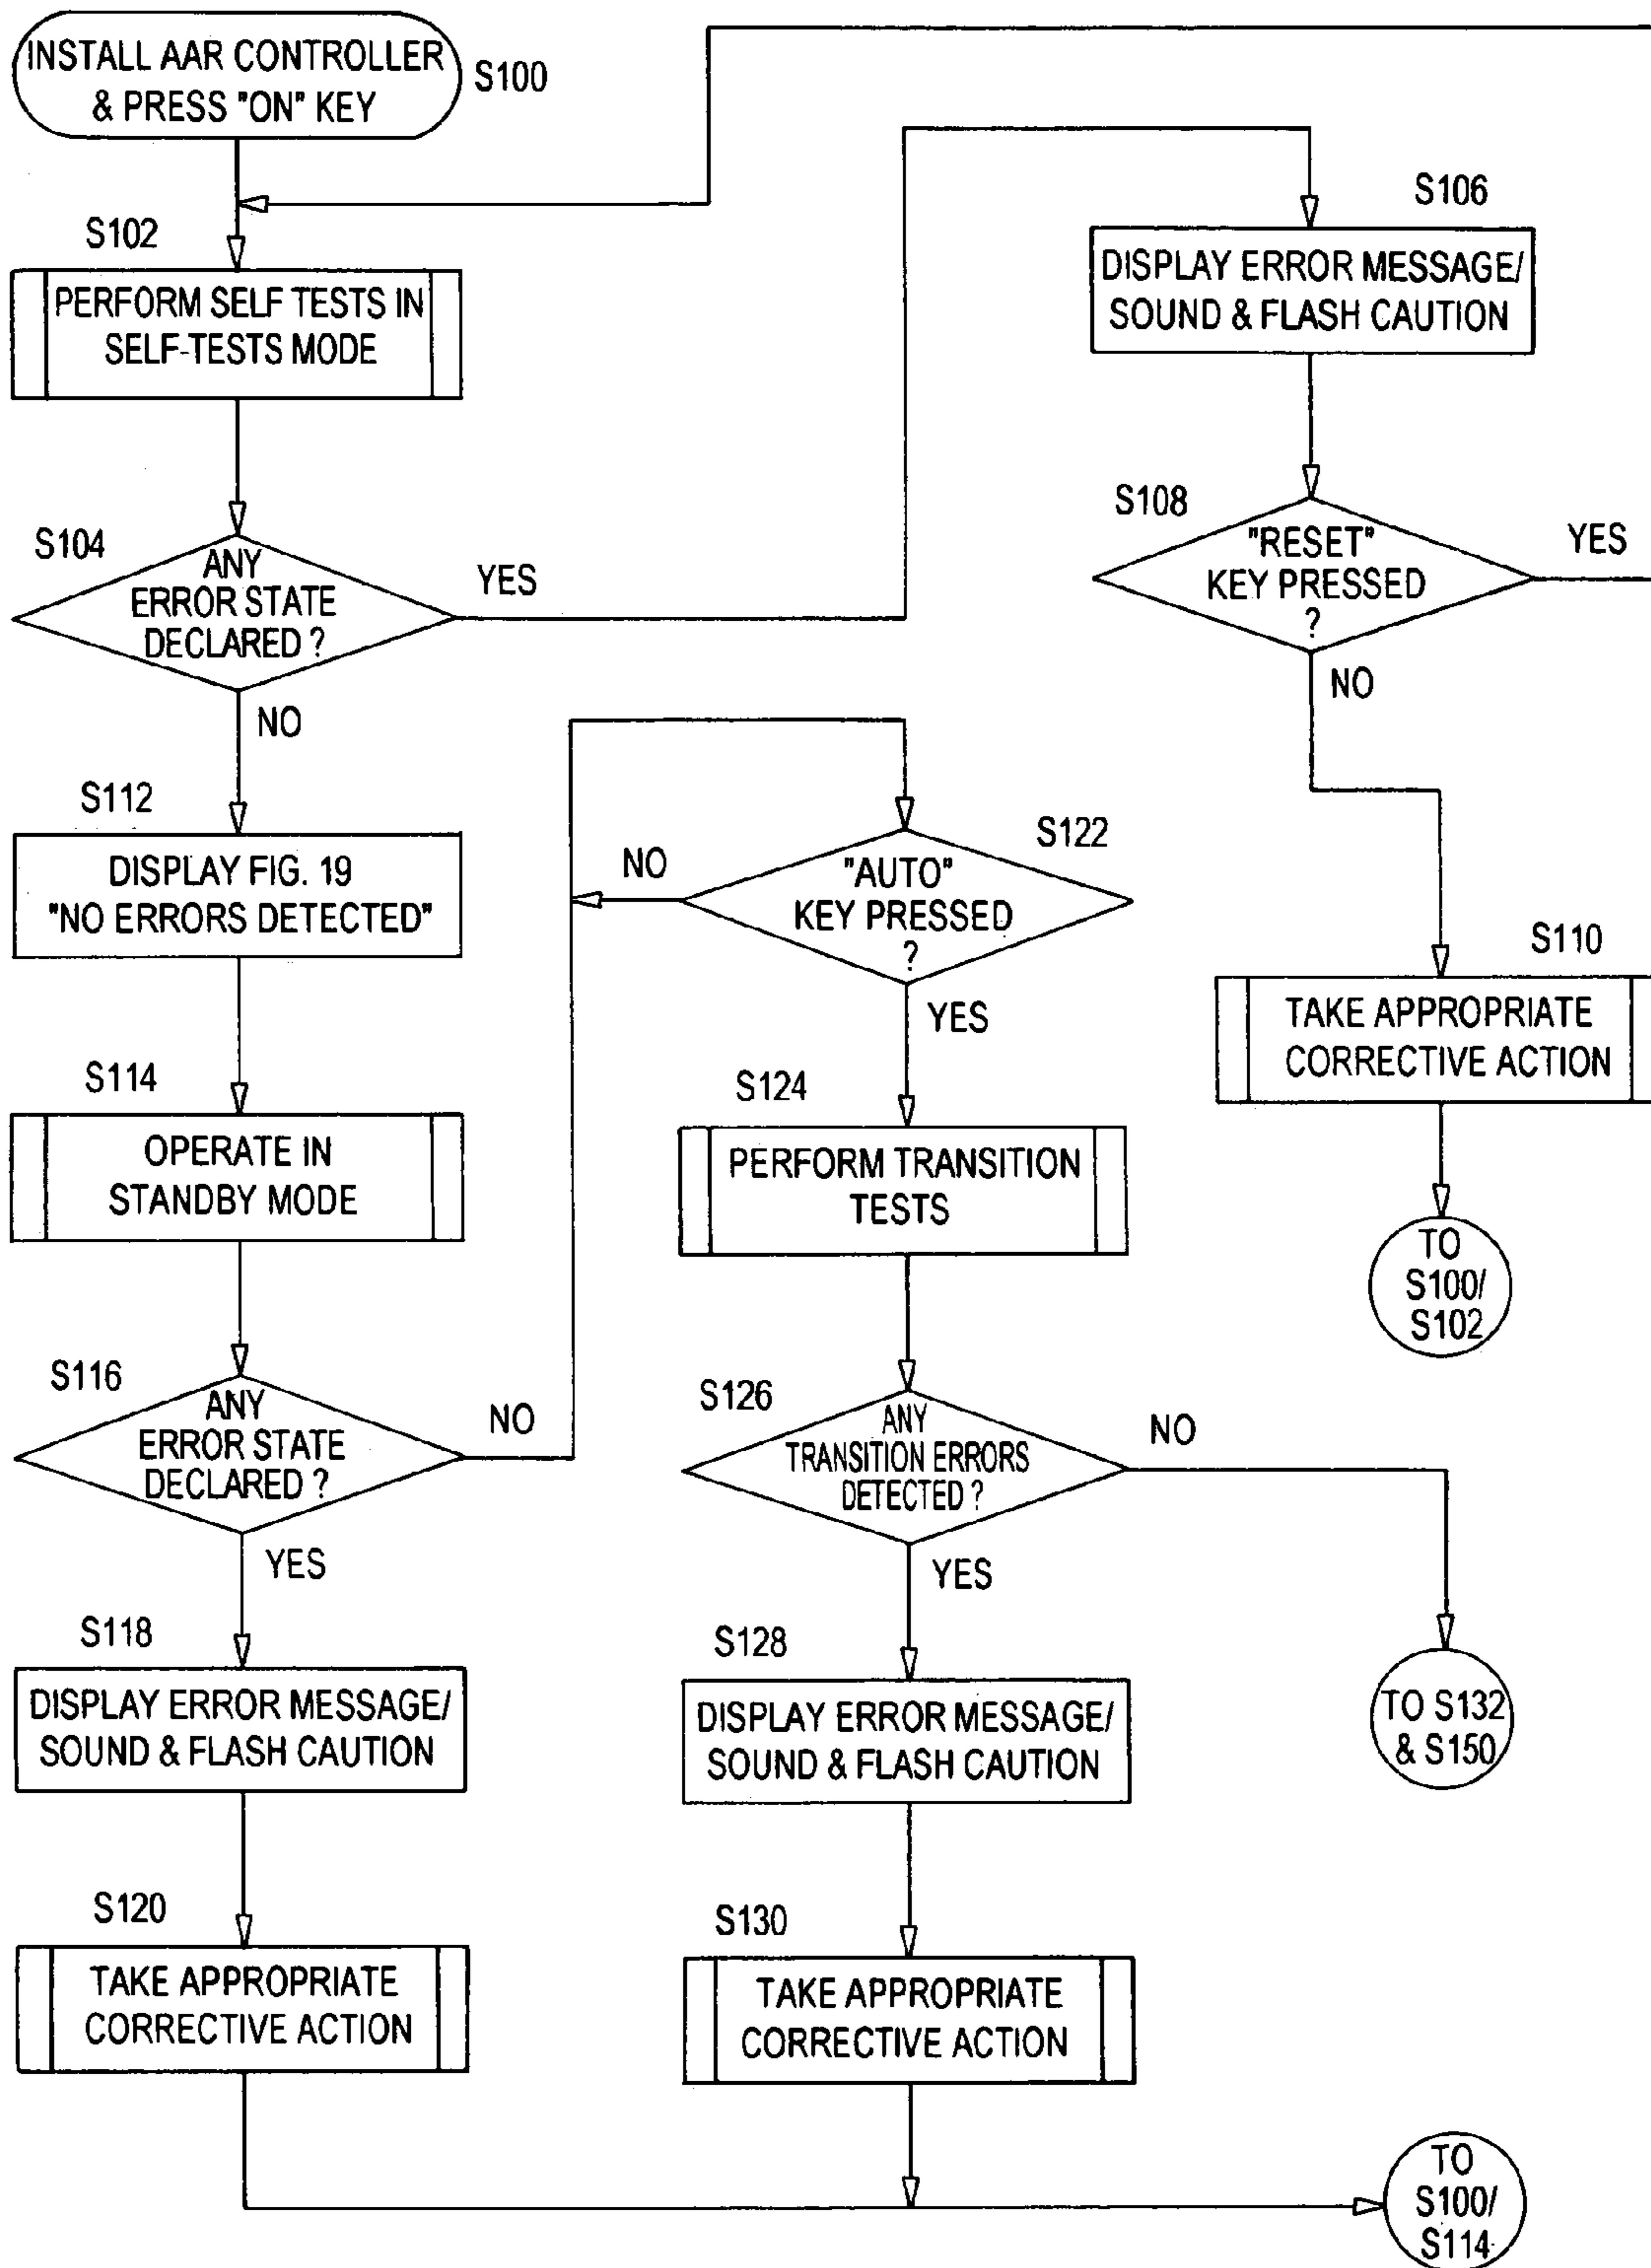 INSTALL AAR CONTROLLER
& PRESS "ON" KEY
S100
S102
PERFORM SELF TESTS IN
SELF-TESTS MODE
S104
ANY
ERROR STATE
DECLARED ?
YES
NO
S106
DISPLAY ERROR MESSAGE/
SOUND & FLASH CAUTION
S108
"RESET"
KEY PRESSED
?
YES
NO
S110
TAKE APPROPRIATE
CORRECTIVE ACTION
TO
S100/
S102
S112
DISPLAY FIG. 19
"NO ERRORS DETECTED"
S114
OPERATE IN
STANDBY MODE
S116
ANY
ERROR STATE
DECLARED ?
NO
YES
S118
DISPLAY ERROR MESSAGE/
SOUND & FLASH CAUTION
S120
TAKE APPROPRIATE
CORRECTIVE ACTION
S122
"AUTO"
KEY PRESSED
?
NO
YES
S124
PERFORM TRANSITION
TESTS
S126
ANY
TRANSITION ERRORS
DETECTED ?
NO
YES
TO S132
& S150
S128
DISPLAY ERROR MESSAGE/
SOUND & FLASH CAUTION
S130
TAKE APPROPRIATE
CORRECTIVE ACTION
TO
S100/
S114